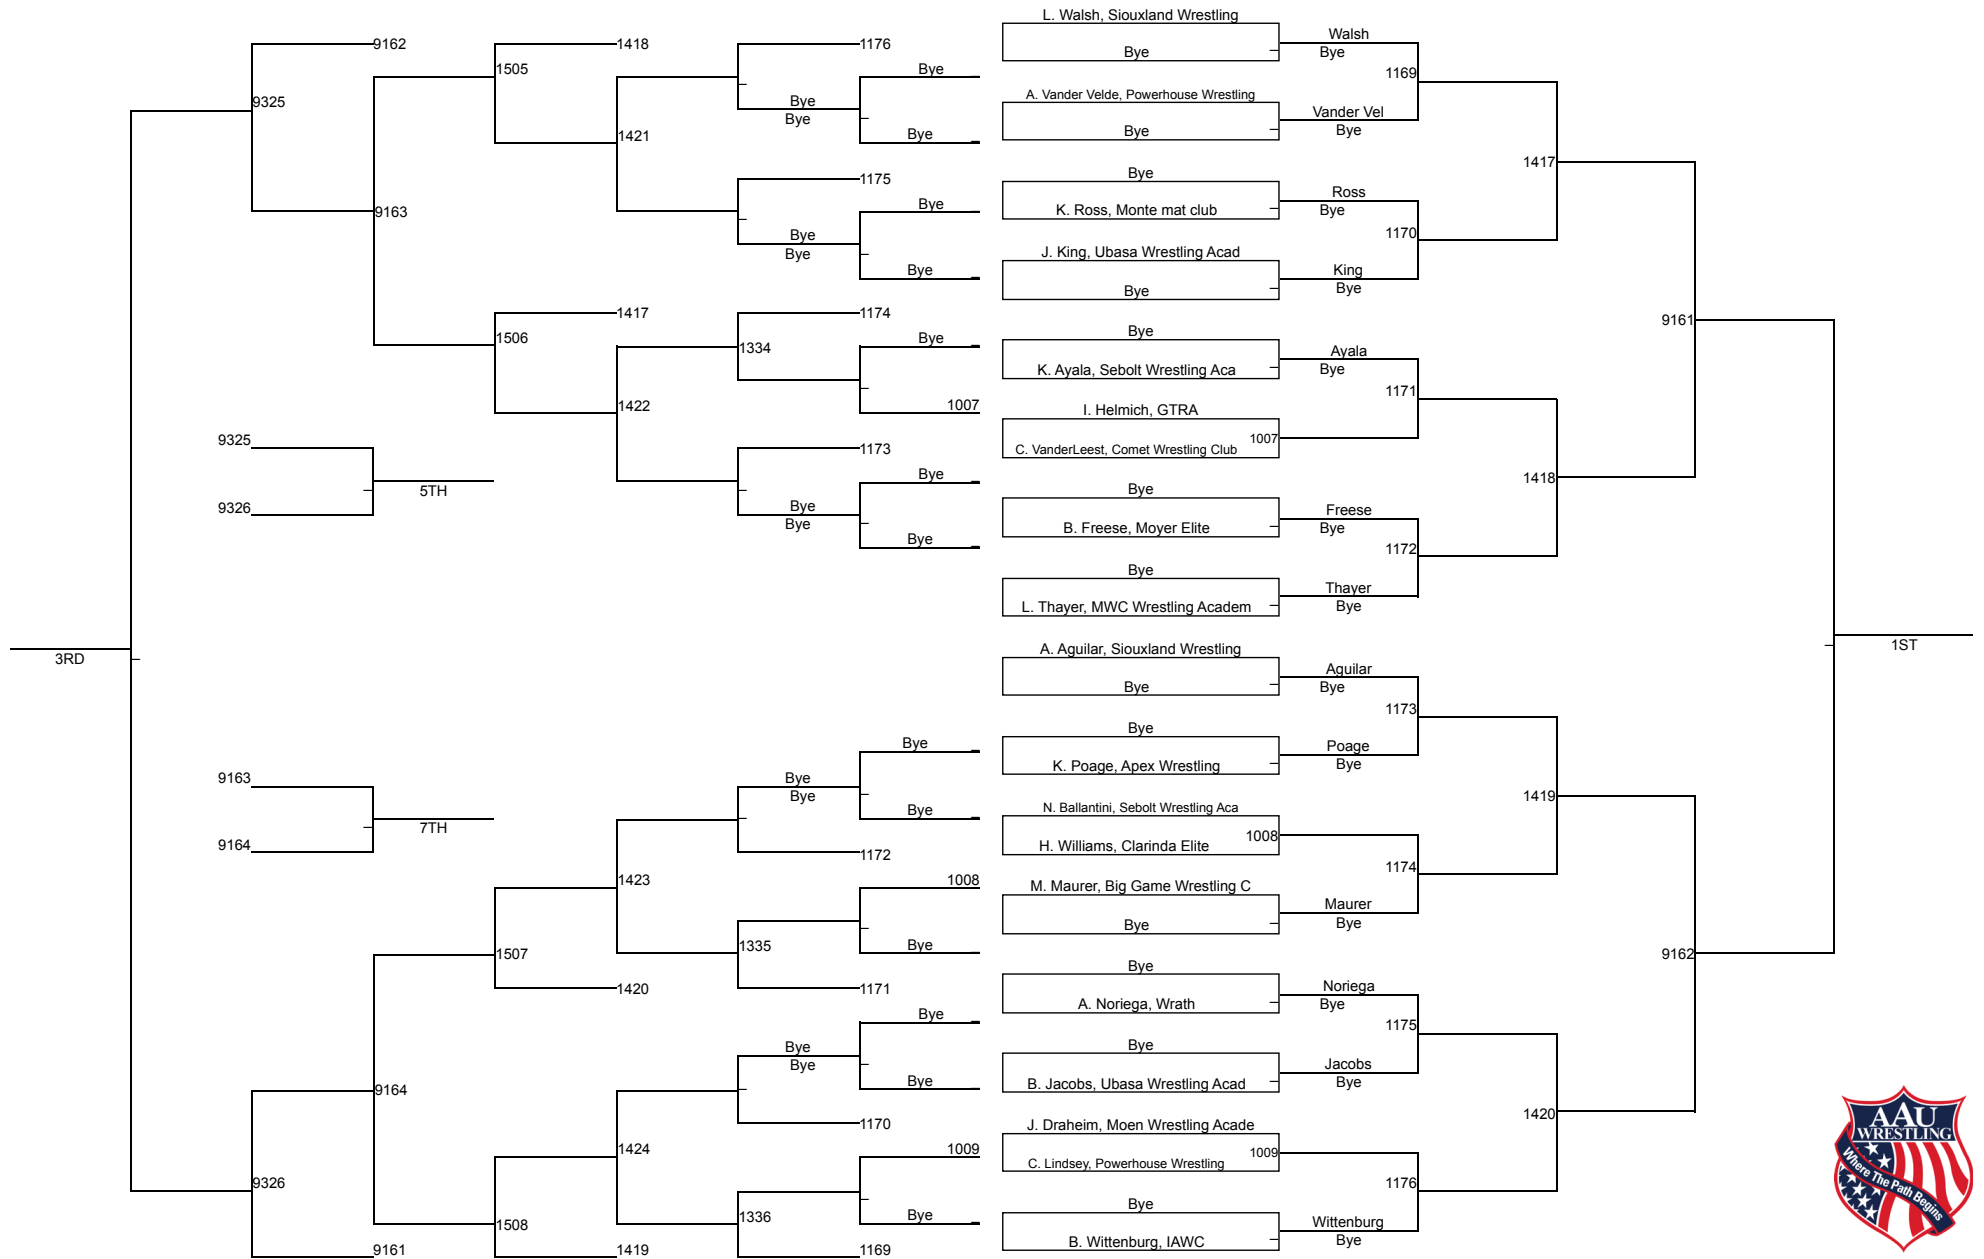 L. Walsh, Siouxland Wrestling
Bye
Walsh
Bye
1169
A. Vander Velde, Powerhouse Wrestling
Bye
Vander Vel
Bye
1417
Bye
K. Ross, Monte mat club
Ross
Bye
1170
J. King, Ubasa Wrestling Acad
Bye
King
Bye
9161
Bye
K. Ayala, Sebolt Wrestling Aca
Ayala
Bye
1171
I. Helmich, GTRA
C. VanderLeest, Comet Wrestling Club
1007
1418
Bye
B. Freese, Moyer Elite
Freese
Bye
1172
Bye
L. Thayer, MWC Wrestling Academ
Thayer
Bye
1ST
A. Aguilar, Siouxland Wrestling
Bye
Aguilar
Bye
1173
Bye
K. Poage, Apex Wrestling
Poage
Bye
1419
N. Ballantini, Sebolt Wrestling Aca
H. Williams, Clarinda Elite
1008
1174
M. Maurer, Big Game Wrestling C
Bye
Maurer
Bye
9162
Bye
A. Noriega, Wrath
Noriega
Bye
1175
Bye
B. Jacobs, Ubasa Wrestling Acad
Jacobs
Bye
1420
J. Draheim, Moen Wrestling Acade
C. Lindsey, Powerhouse Wrestling
1009
1176
Bye
B. Wittenburg, IAWC
Wittenburg
Bye
9162
1418
1176
1505
Bye
9325
Bye
Bye
Bye
1421
1175
Bye
9163
Bye
Bye
Bye
1417
1174
1506
1334
Bye
1422
1007
9325
1173
Bye
5TH
9326
Bye
Bye
Bye
3RD
Bye
9163
Bye
Bye
Bye
7TH
9164
1172
1423
1008
1507
1335
Bye
1420
1171
Bye
Bye
Bye
Bye
9164
1170
1424
1009
9326
1508
1336
Bye
9161
1419
1169
AAU
WRESTLING
Where The Path Begins